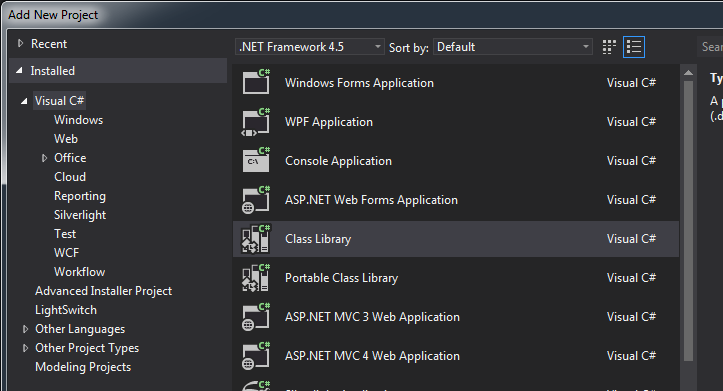 Add New Project
Recent
.NET Framework 4.5 Sort by: Default
Installed
Visual C#
Windows
Web
Office
Cloud
Reporting
Silverlight
Test
WCF
Workflow
Advanced Installer Project
LightSwitch
Other Languages
Other Project Types
Modeling Projects
C# Windows Forms Application Visual C#
C# WPF Application Visual C#
C# C:\ Console Application Visual C#
C# ASP.NET Web Forms Application Visual C#
C# Class Library Visual C#
C# Portable Class Library Visual C#
C# ASP.NET MVC 3 Web Application Visual C#
C# ASP.NET MVC 4 Web Application Visual C#
C#
Sear
Ty
A p
(.d